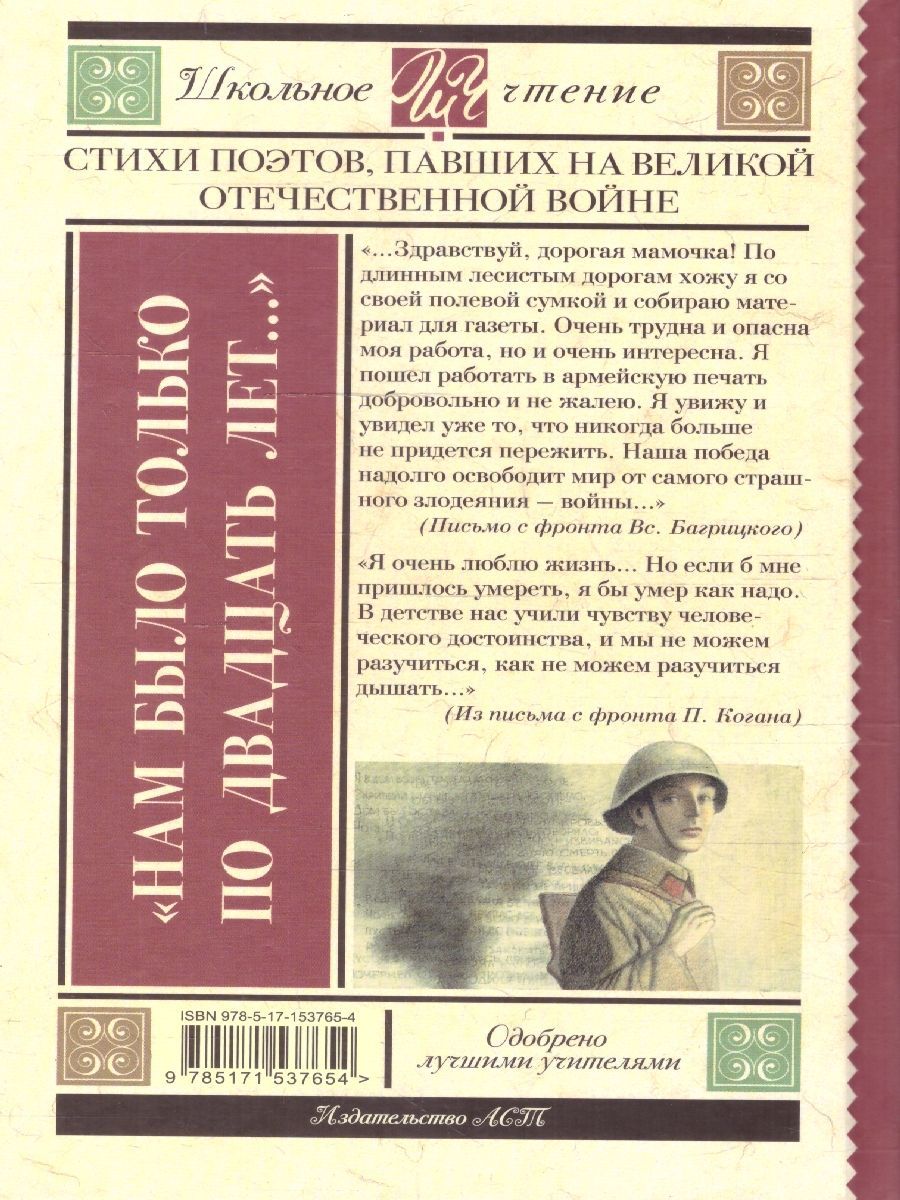 Школьное ШЧ чтение
СТИХИ ПОЭТОВ, ПАВШИХ НА ВЕЛИКОЙ
ОТЕЧЕСТВЕННОЙ ВОЙНЕ
«НАМ БЫЛО ТОЛЬКО
ПО ДВАДЦАТЬ ЛЕТ...»
«...Здравствуй, дорогая мамочка! По
длинным лесистым дорогам хожу я со
своей полевой сумкой и собираю мате-
риал для газеты. Очень трудна и опасна
моя работа, но и очень интересна. Я
пошел работать в армейскую печать
добровольно и не жалею. Я увижу и
увидел уже то, что никогда больше
не придется пережить. Наша победа
надолго освободит мир от самого страш-
ного злодеяния — войны...»
(Письмо с фронта Вс. Багрицкого)
«Я очень люблю жизнь... Но если б мне
пришлось умереть, я бы умер как надо.
В детстве нас учили чувству челове-
ческого достоинства, и мы не можем
разучиться, как не можем разучиться
дышать...»
(Из письма с фронта П. Когана)
ISBN 978-5-17-153765-4
9 785171 537654 >
Одобрено
лучшими учителями
Издательство АСТ